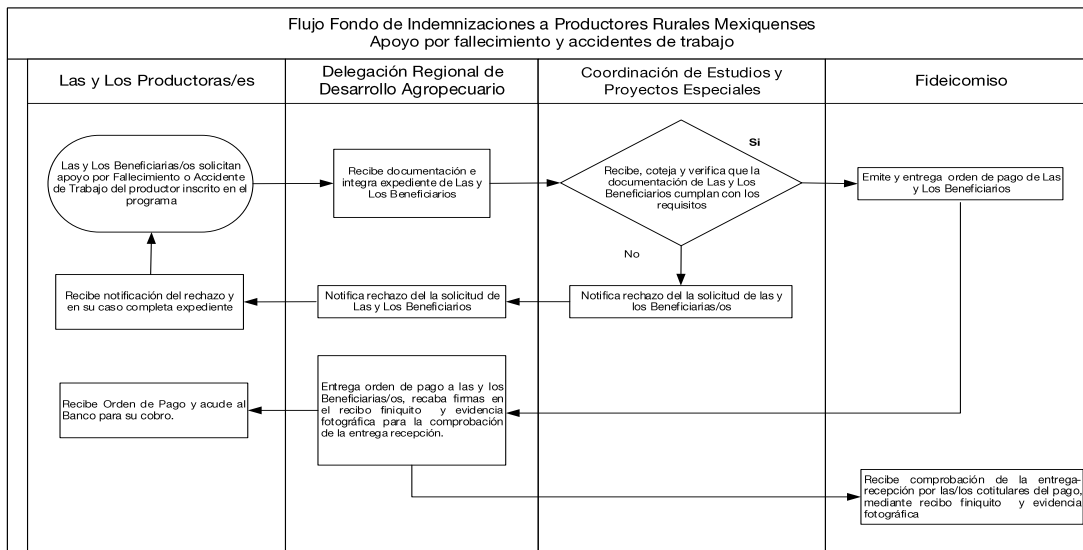 Flujo Fondo de Indemnizaciones a Productores Rurales Mexiquenses
Apoyo por fallecimiento y accidentes de trabajo
Las y Los Productoras/es
Delegación Regional de
Desarrollo Agropecuario
Coordinación de Estudios y
Proyectos Especiales
Fideicomiso
Las y Los Beneficiarias/os solicitan
apoyo por Fallecimiento o Accidente
de Trabajo del productor inscrito en el
programa
Recibe documentación e
integra expediente de Las y
Los Beneficiarios
Si
Recibe, coteja y verifica que la
documentación de Las y Los
Beneficiarios cumplan con los
requisitos
No
Emite y entrega orden de pago de Las
y Los Beneficiarios
Recibe notificación del rechazo y
en su caso completa expediente
Notifica rechazo del la solicitud de
Las y Los Beneficiarios
Notifica rechazo del la solicitud de las y
los Beneficiarias/os
Recibe Orden de Pago y acude al
Banco para su cobro.
Entrega orden de pago a las y los
Beneficiarias/os, recaba firmas en
el recibo finiquito y evidencia
fotográfica para la comprobación
de la entrega recepción.
Recibe comprobación de la entrega-
recepción por las/los cotitulares del pago,
mediante recibo finiquito y evidencia
fotográfica